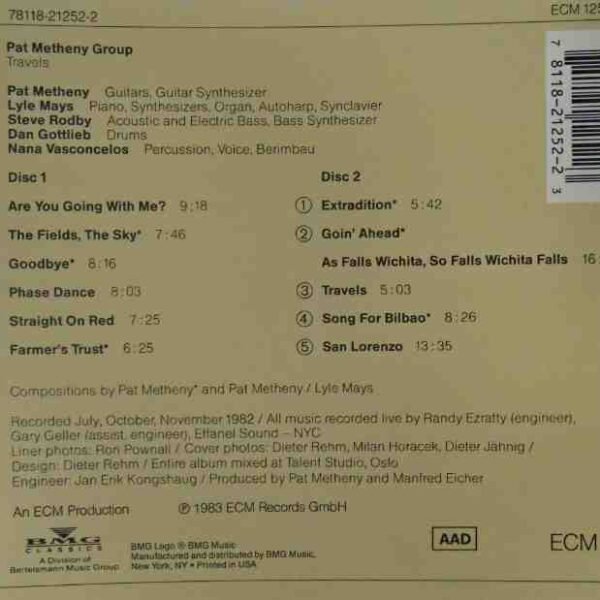 78118-21252-2
ECM 125
Pat Metheny Group
Travels
Pat Metheny Guitars, Guitar Synthesizer
Lyle Mays Piano, Synthesizers, Organ, Autoharp, Synclavier
Steve Rodby Acoustic and Electric Bass, Bass Synthesizer
Dan Gottlieb Drums
Nana Vasconcelos Percussion, Voice, Berimbau
7 78118-21252-2 3
Disc 1
Are You Going With Me? 9:18
The Fields, The Sky* 7:46
Goodbye* 8:16
Phase Dance 8:03
Straight On Red 7:25
Farmer's Trust* 6:25
Disc 2
① Extradition* 5:42
② Goin' Ahead*
As Falls Wichita, So Falls Wichita Falls 16
③ Travels 5:03
④ Song For Bilbao* 8:26
⑤ San Lorenzo 13:35
Compositions by Pat Metheny* and Pat Metheny / Lyle Mays
Recorded July, October, November 1982 / All music recorded live by Randy Ezratty (engineer),
Gary Geller (assist. engineer), Effanel Sound – NYC
Liner photos: Ron Pownall / Cover photos: Dieter Rehm, Milan Horacek, Dieter Jähnig /
Design: Dieter Rehm / Entire album mixed at Talent Studio, Oslo
Engineer: Jan Erik Kongshaug / Produced by Pat Metheny and Manfred Eicher
An ECM Production
℗ 1983 ECM Records GmbH
BMG
CLASSICS
A Division of
Bertelsmann Music Group
BMG Logo ® BMG Music
Manufactured and distributed by BMG Music,
New York, NY • Printed in USA
AAD
ECM